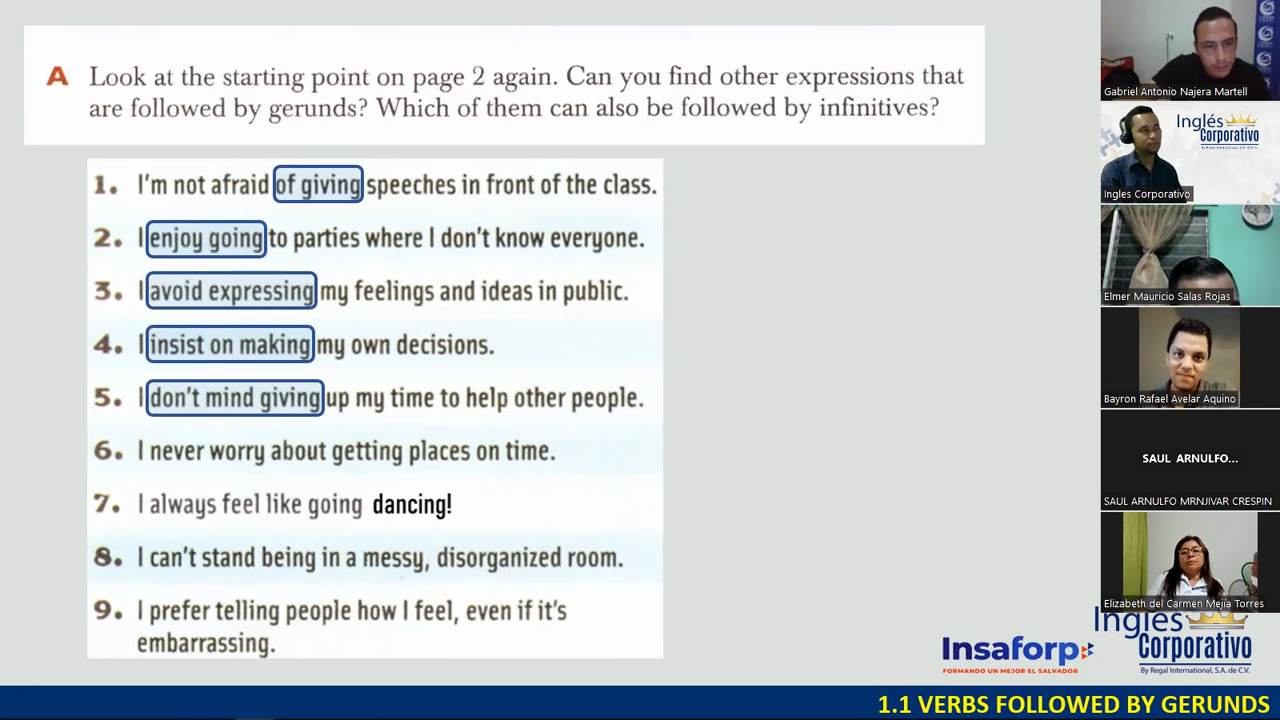 A Look at the starting point on page 2 again. Can you find other expressions that
are followed by gerunds? Which of them can also be followed by infinitives?
1. I'm not afraid of giving speeches in front of the class.
2. I enjoy going to parties where I don't know everyone.
3. I avoid expressing my feelings and ideas in public.
4. I insist on making my own decisions.
5. I don't mind giving up my time to help other people.
6. I never worry about getting places on time.
7. I always feel like going dancing!
8. I can't stand being in a messy, disorganized room.
9. I prefer telling people how I feel, even if it's
embarrassing.
Gabriel Antonio Najera Martell
Inglés
Corporativo
By Regal International, S.A. de C.V.
Ingles Corporativo
Elmer Mauricio Salas Rojas
Bayron Rafael Avelar Aquino
SAUL ARNULFO...
SAUL ARNULFO MRNJIVAR CRESPIN
Elizabeth del Carmen Mejía Torres
Insaforp
FORMANDO UN MEJOR EL SALVADOR
Inglés
Corporativo
By Regal International, S.A. de C.V.
1.1 VERBS FOLLOWED BY GERUNDS